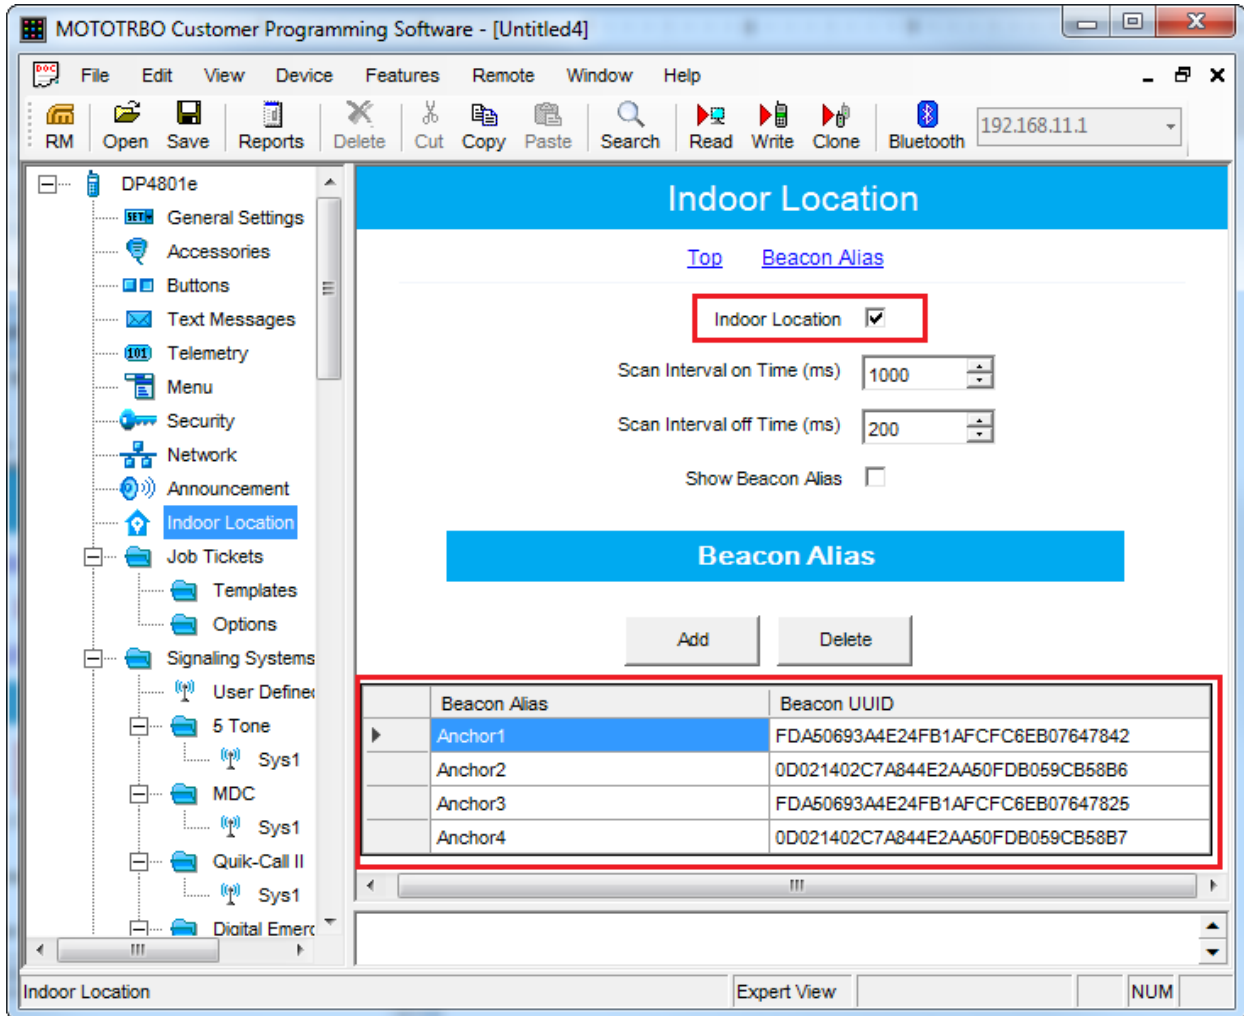 MOTOTRBO Customer Programming Software - [Untitled4]
File Edit View Device Features Remote Window Help
RM Open Save Reports Delete Cut Copy Paste Search Read Write Clone Bluetooth 192.168.11.1
DP4801e
General Settings
Accessories
Buttons
Text Messages
Telemetry
Menu
Security
Network
Announcement
Indoor Location
Job Tickets
Templates
Options
Signaling Systems
User Defined
5 Tone
Sys1
MDC
Sys1
Quik-Call II
Sys1
Digital Emerg
Indoor Location
Top Beacon Alias
Indoor Location
Scan Interval on Time (ms) 1000
Scan Interval off Time (ms) 200
Show Beacon Alias
Beacon Alias
Add Delete
Beacon Alias Beacon UUID
Anchor1 FDA50693A4E24FB1AFCFC6EB07647842
Anchor2 0D021402C7A844E2AA50FDB059CB58B6
Anchor3 FDA50693A4E24FB1AFCFC6EB07647825
Anchor4 0D021402C7A844E2AA50FDB059CB58B7
Indoor Location Expert View NUM